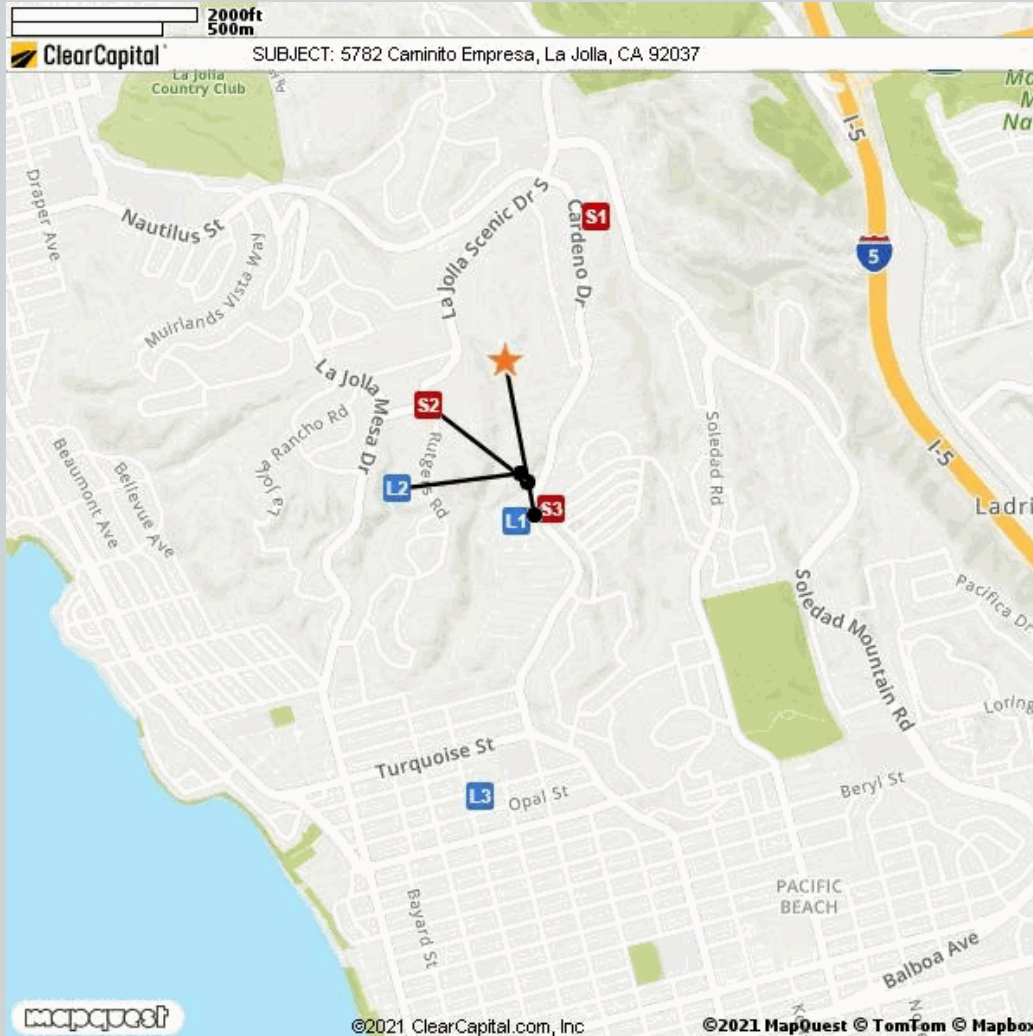 2000ft
500m
ClearCapital
SUBJECT: 5782 Caminito Empresa, La Jolla, CA 92037
La Jolla
Country Club
I-5
Draper Ave
Nautilus St
La Jolla Scenic Dr S
Cardeno Dr
S1
5
Muirlands Vista Way
La Jolla Mesa Dr
S2
Rancho Rd
La Jolla
Rutgers Rd
Soledad Rd
I-5
Beaumont Ave
Bellevue Ave
L2
L1
S3
Soledad Mountain Rd
Pacifica Dr
Turquoise St
L3
Opal St
Beryl St
PACIFIC
BEACH
Bayard St
Balboa Ave
mapquest
©2021 ClearCapital.com, Inc
©2021 MapQuest © TomTom © Mapbox